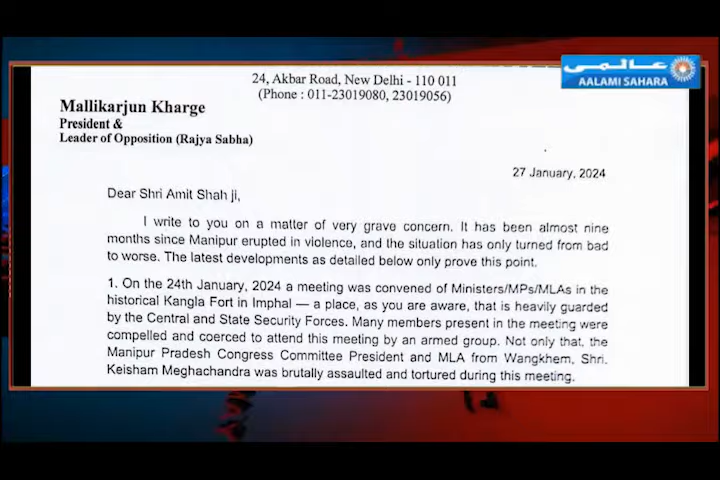 عالمی
AALAMI SAHARA
24, Akbar Road, New Delhi - 110 011
(Phone : 011-23019080, 23019056)
Mallikarjun Kharge
President &
Leader of Opposition (Rajya Sabha)
27 January, 2024
Dear Shri Amit Shah ji,
I write to you on a matter of very grave concern. It has been almost nine
months since Manipur erupted in violence, and the situation has only turned from bad
to worse. The latest developments as detailed below only prove this point.
1. On the 24th January, 2024 a meeting was convened of Ministers/MPs/MLAs in the
historical Kangla Fort in Imphal — a place, as you are aware, that is heavily guarded
by the Central and State Security Forces. Many members present in the meeting were
compelled and coerced to attend this meeting by an armed group. Not only that, the
Manipur Pradesh Congress Committee President and MLA from Wangkhem, Shri.
Keisham Meghachandra was brutally assaulted and tortured during this meeting.